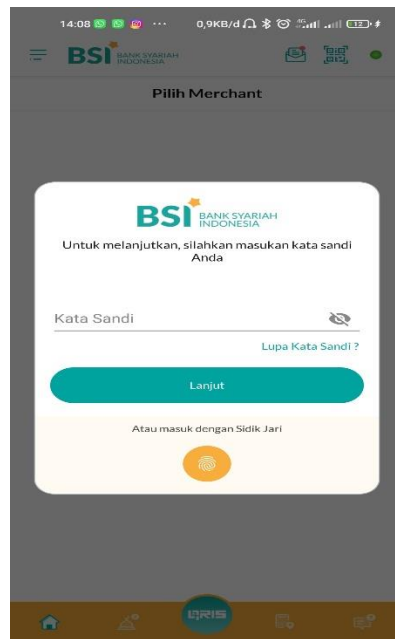 14:08
0,9KB/d
12
BSI BANK SYARIAH
INDONESIA
Pilih Merchant
BSI BANK SYARIAH
INDONESIA
Untuk melanjutkan, silahkan masukan kata sandi
Anda
Kata Sandi
Lupa Kata Sandi ?
Lanjut
Atau masuk dengan Sidik Jari
QRIS